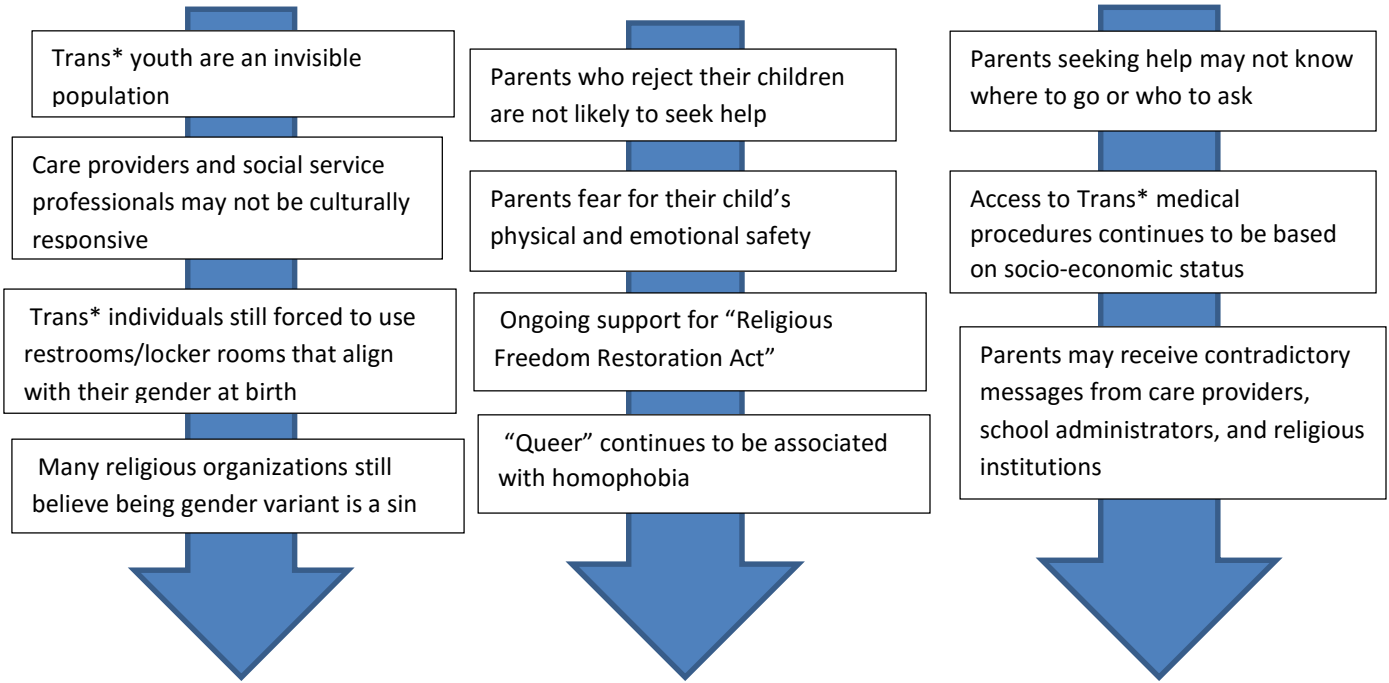 Trans* youth are an invisible
population
Care providers and social service
professionals may not be culturally
responsive
Trans* individuals still forced to use
restrooms/locker rooms that align
with their gender at birth
Many religious organizations still
believe being gender variant is a sin
Parents who reject their children
are not likely to seek help
Parents fear for their child’s
physical and emotional safety
Ongoing support for “Religious
Freedom Restoration Act”
“Queer” continues to be associated
with homophobia
Parents seeking help may not know
where to go or who to ask
Access to Trans* medical
procedures continues to be based
on socio-economic status
Parents may receive contradictory
messages from care providers,
school administrators, and religious
institutions